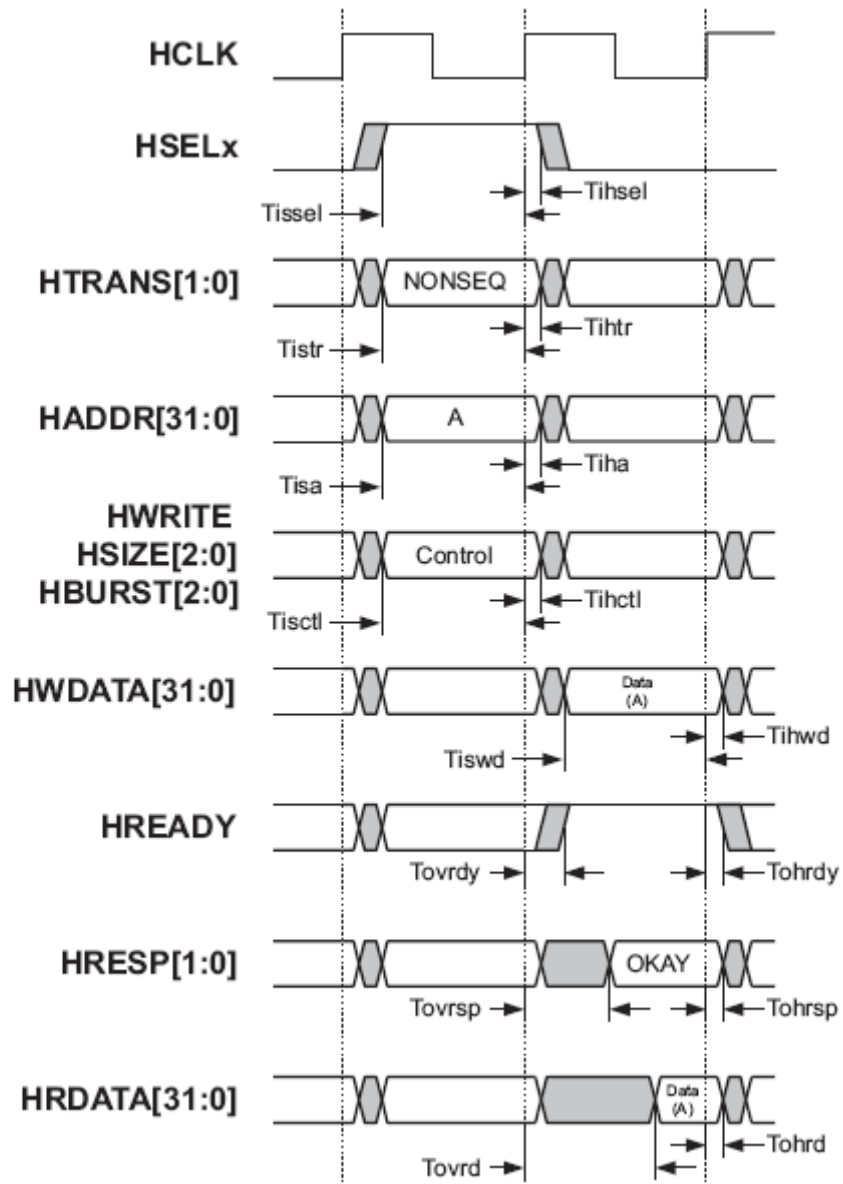 HCLK
HSELx
Tissel
Tihsel
HTRANS[1:0]
NONSEQ
Tistr
Tihtr
HADDR[31:0]
A
Tisa
Tiha
HWRITE
HSIZE[2:0]
Control
HBURST[2:0]
Tisctl
Tihctl
HWDATA[31:0]
Data
(A)
Tiswd
Tihwd
HREADY
Tovrdy
Tohrdy
HRESP[1:0]
OKAY
Tovrsp
Tohrsp
HRDATA[31:0]
Data
(A)
Tovrd
Tohrd